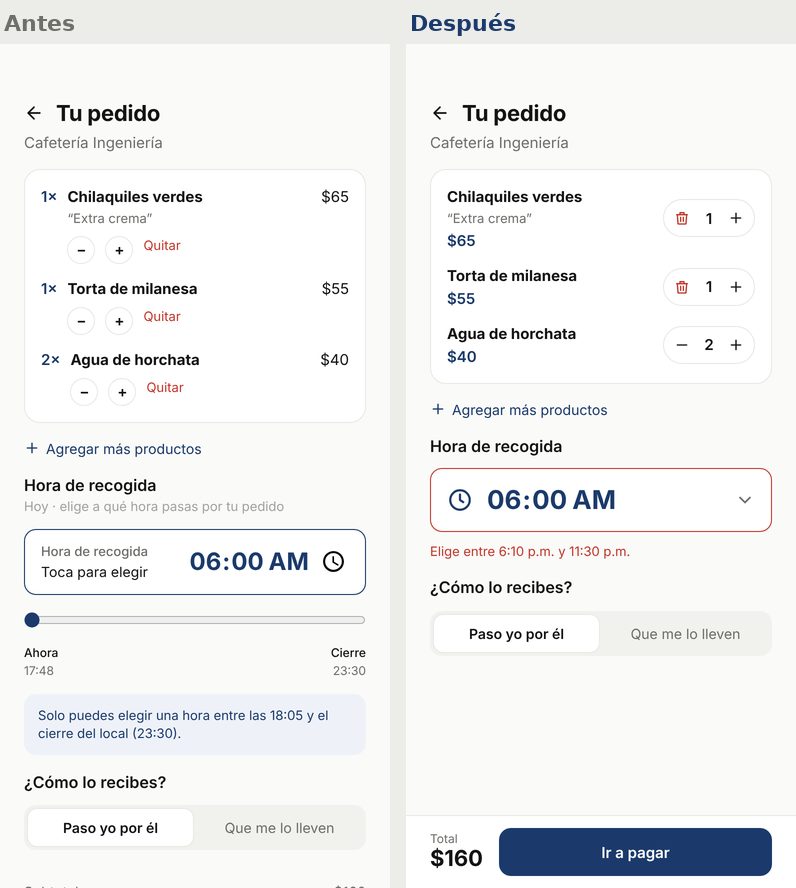 Antes
Tu pedido
Cafetería Ingeniería
1× Chilaquiles verdes $65
“Extra crema”
− + Quitar
1× Torta de milanesa $55
− + Quitar
2× Agua de horchata $40
− + Quitar
+ Agregar más productos
Hora de recogida
Hoy · elige a qué hora pasas por tu pedido
Hora de recogida
Toca para elegir
06:00 AM
Ahora Cierre
17:48 23:30
Solo puedes elegir una hora entre las 18:05 y el
cierre del local (23:30).
¿Cómo lo recibes?
Paso yo por él Que me lo lleven
Después
Tu pedido
Cafetería Ingeniería
Chilaquiles verdes
“Extra crema”
$65
1 +
Torta de milanesa
$55
1 +
Agua de horchata
$40
− 2 +
+ Agregar más productos
Hora de recogida
06:00 AM
Elige entre 6:10 p.m. y 11:30 p.m.
¿Cómo lo recibes?
Paso yo por él Que me lo lleven
Total
$160
Ir a pagar